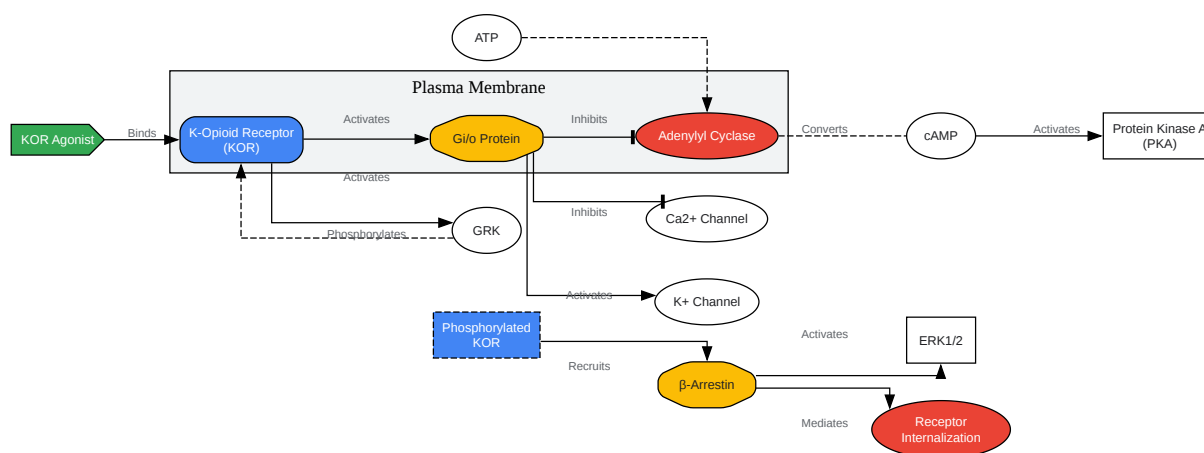 ATP
Plasma Membrane
KOR Agonist
Binds
K-Opioid Receptor
(KOR)
Activates
Gi/o Protein
Inhibits
Adenylyl Cyclase
Converts
cAMP
Activates
Protein Kinase A
(PKA)
Activates
Phosphorylates
GRK
Inhibits
Ca2+ Channel
Activates
K+ Channel
Phosphorylated
KOR
Recruits
β-Arrestin
Activates
ERK1/2
Mediates
Receptor
Internalization